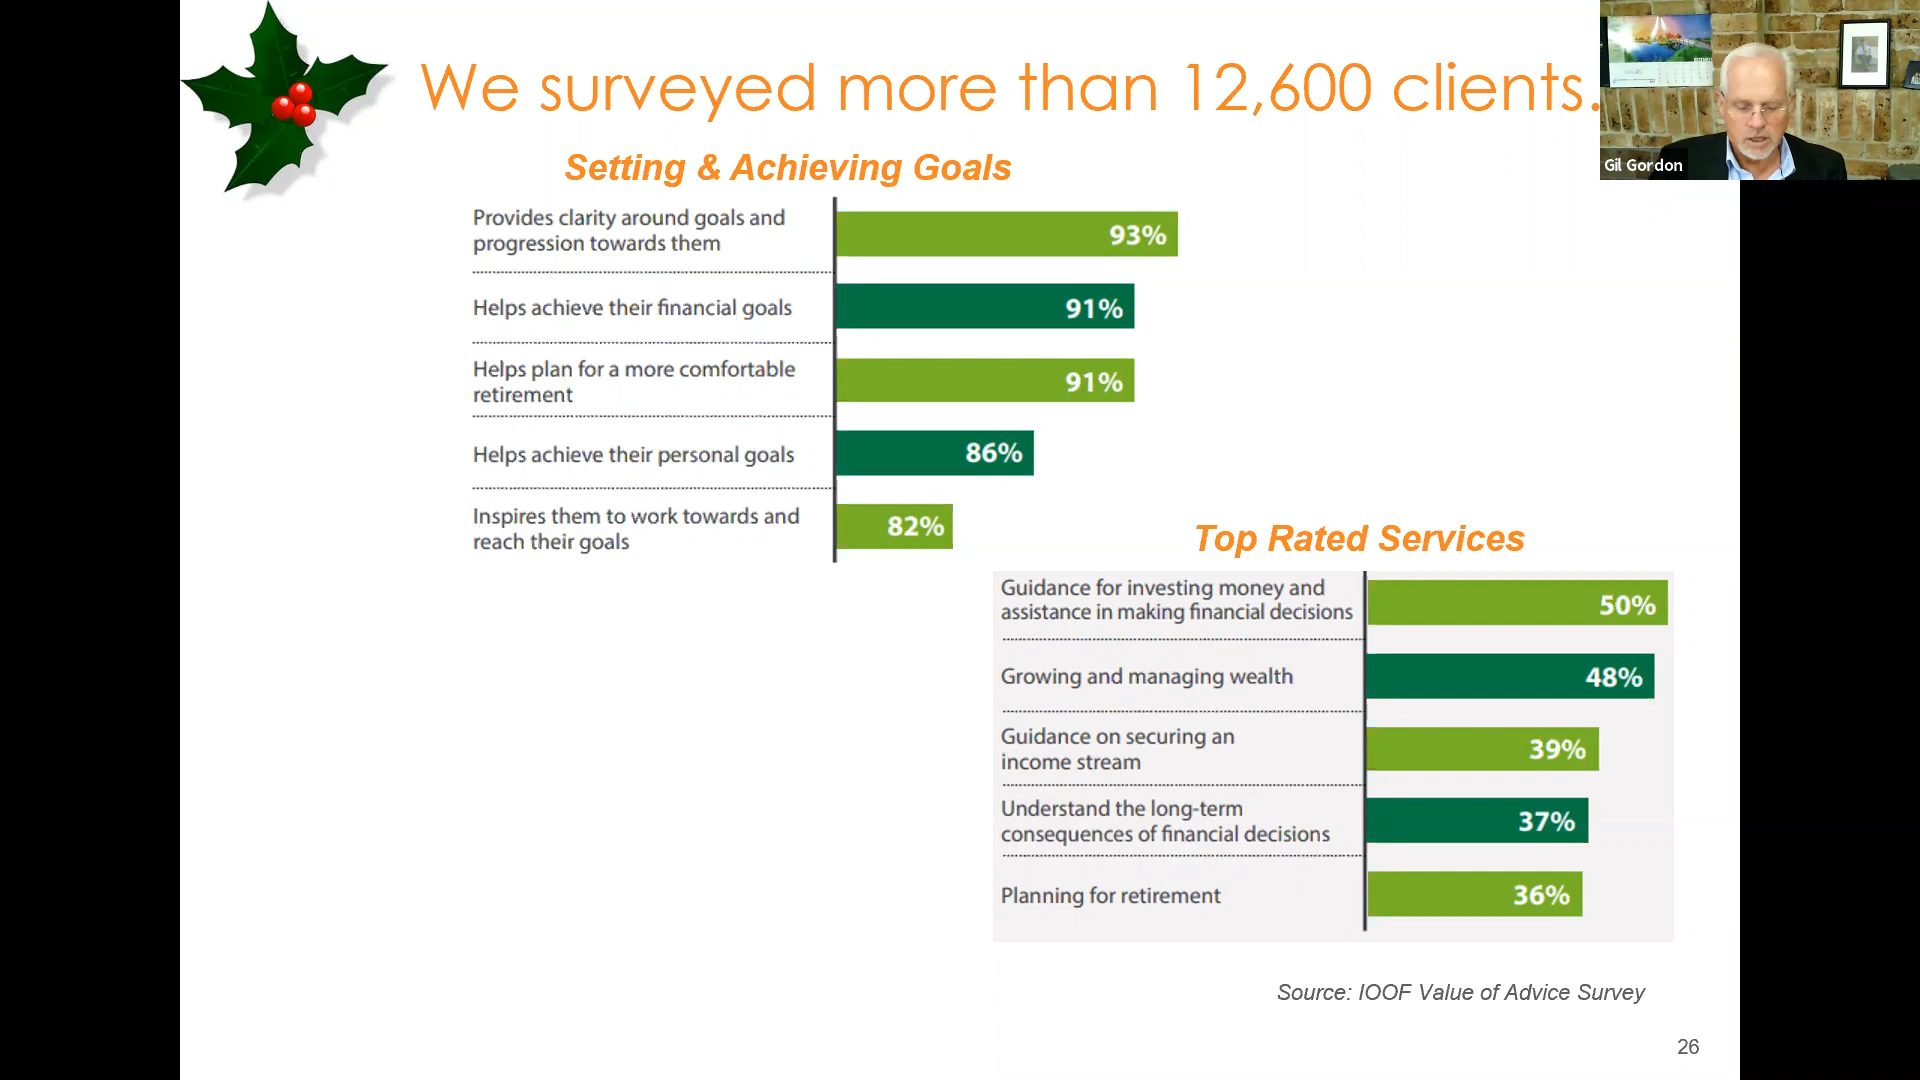 We surveyed more than 12,600 clients.
Gil Gordon
Setting & Achieving Goals
Provides clarity around goals and
progression towards them
93%
Helps achieve their financial goals
91%
Helps plan for a more comfortable
retirement
91%
Helps achieve their personal goals
86%
Inspires them to work towards and
reach their goals
82%
Top Rated Services
Guidance for investing money and
assistance in making financial decisions
50%
Growing and managing wealth
48%
Guidance on securing an
income stream
39%
Understand the long-term
consequences of financial decisions
37%
Planning for retirement
36%
Source: IOOF Value of Advice Survey
26